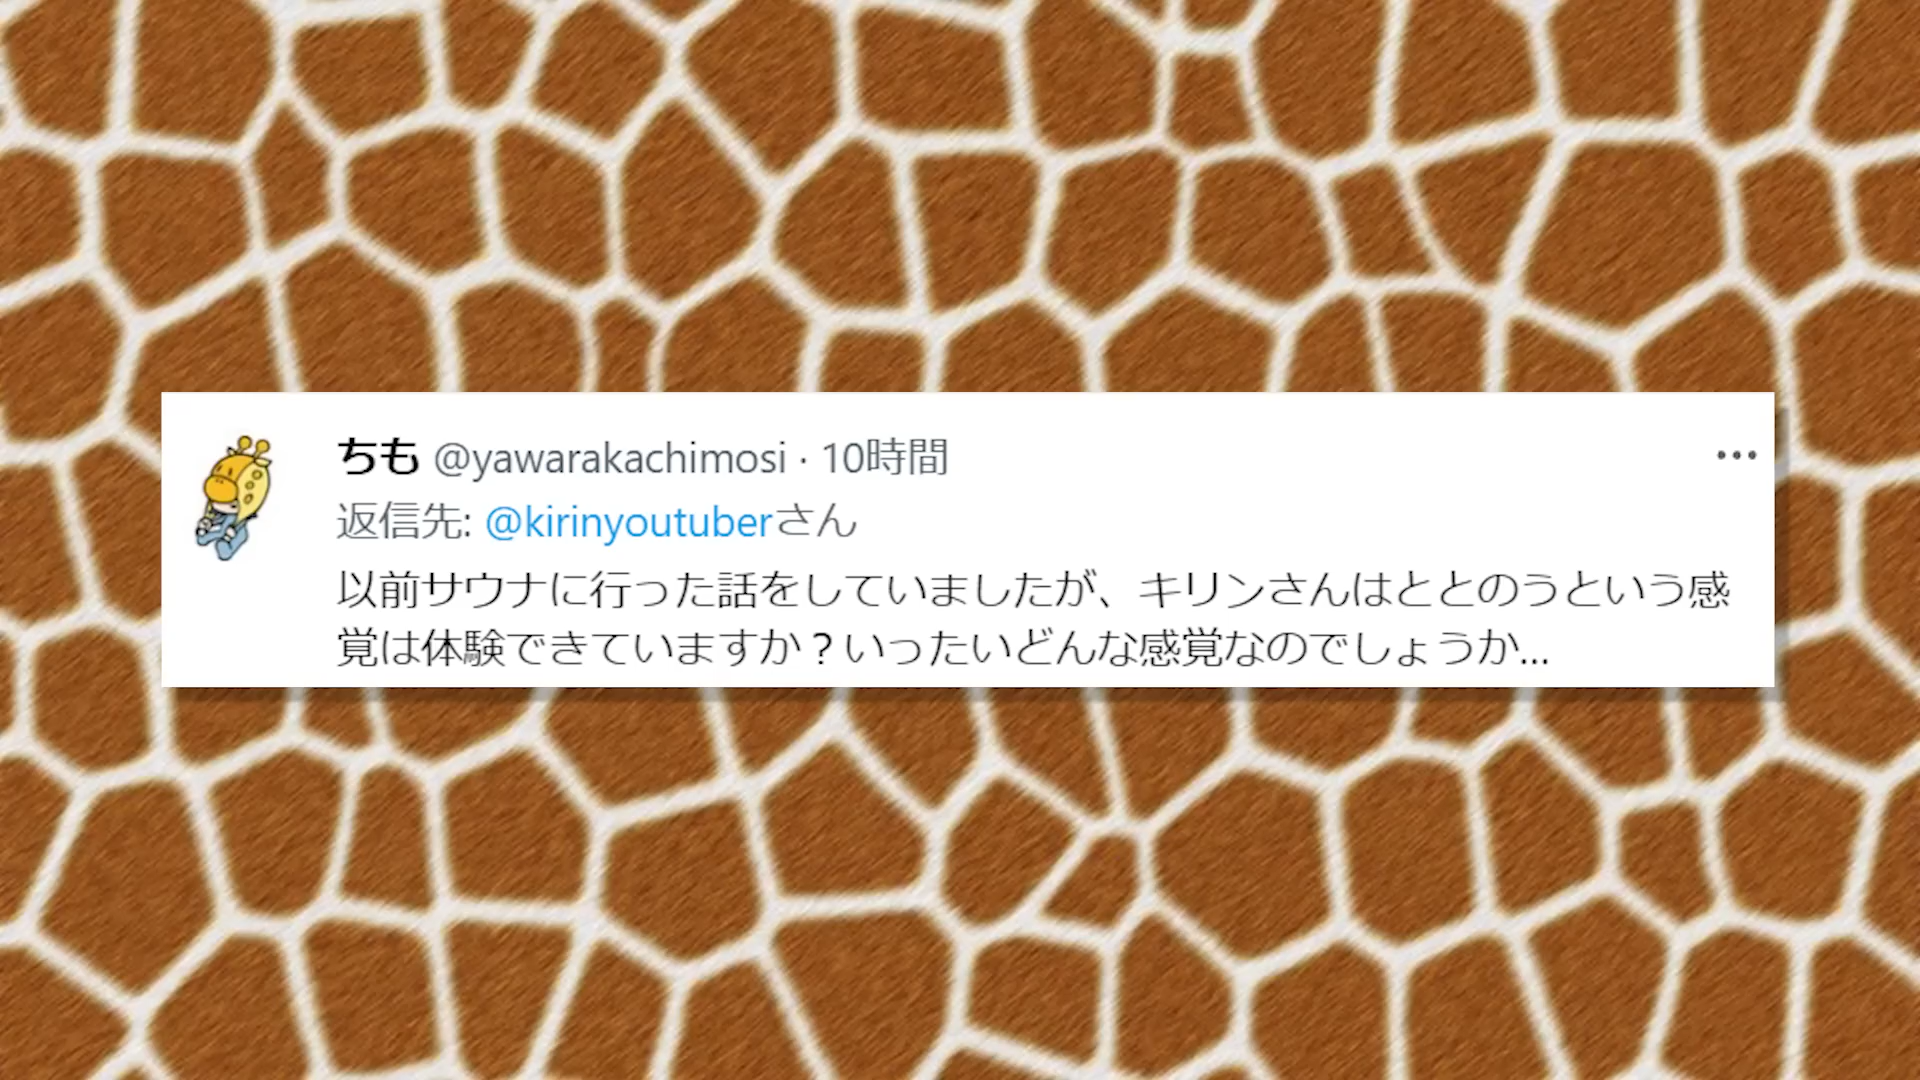 ちも @yawarakachimosi · 10時間
返信先: @kirinyoutuberさん
以前サウナに行った話をしていましたが、キリンさんはととのうという感
覚は体験できていますか？いったいどんな感覚なのでしょうか...